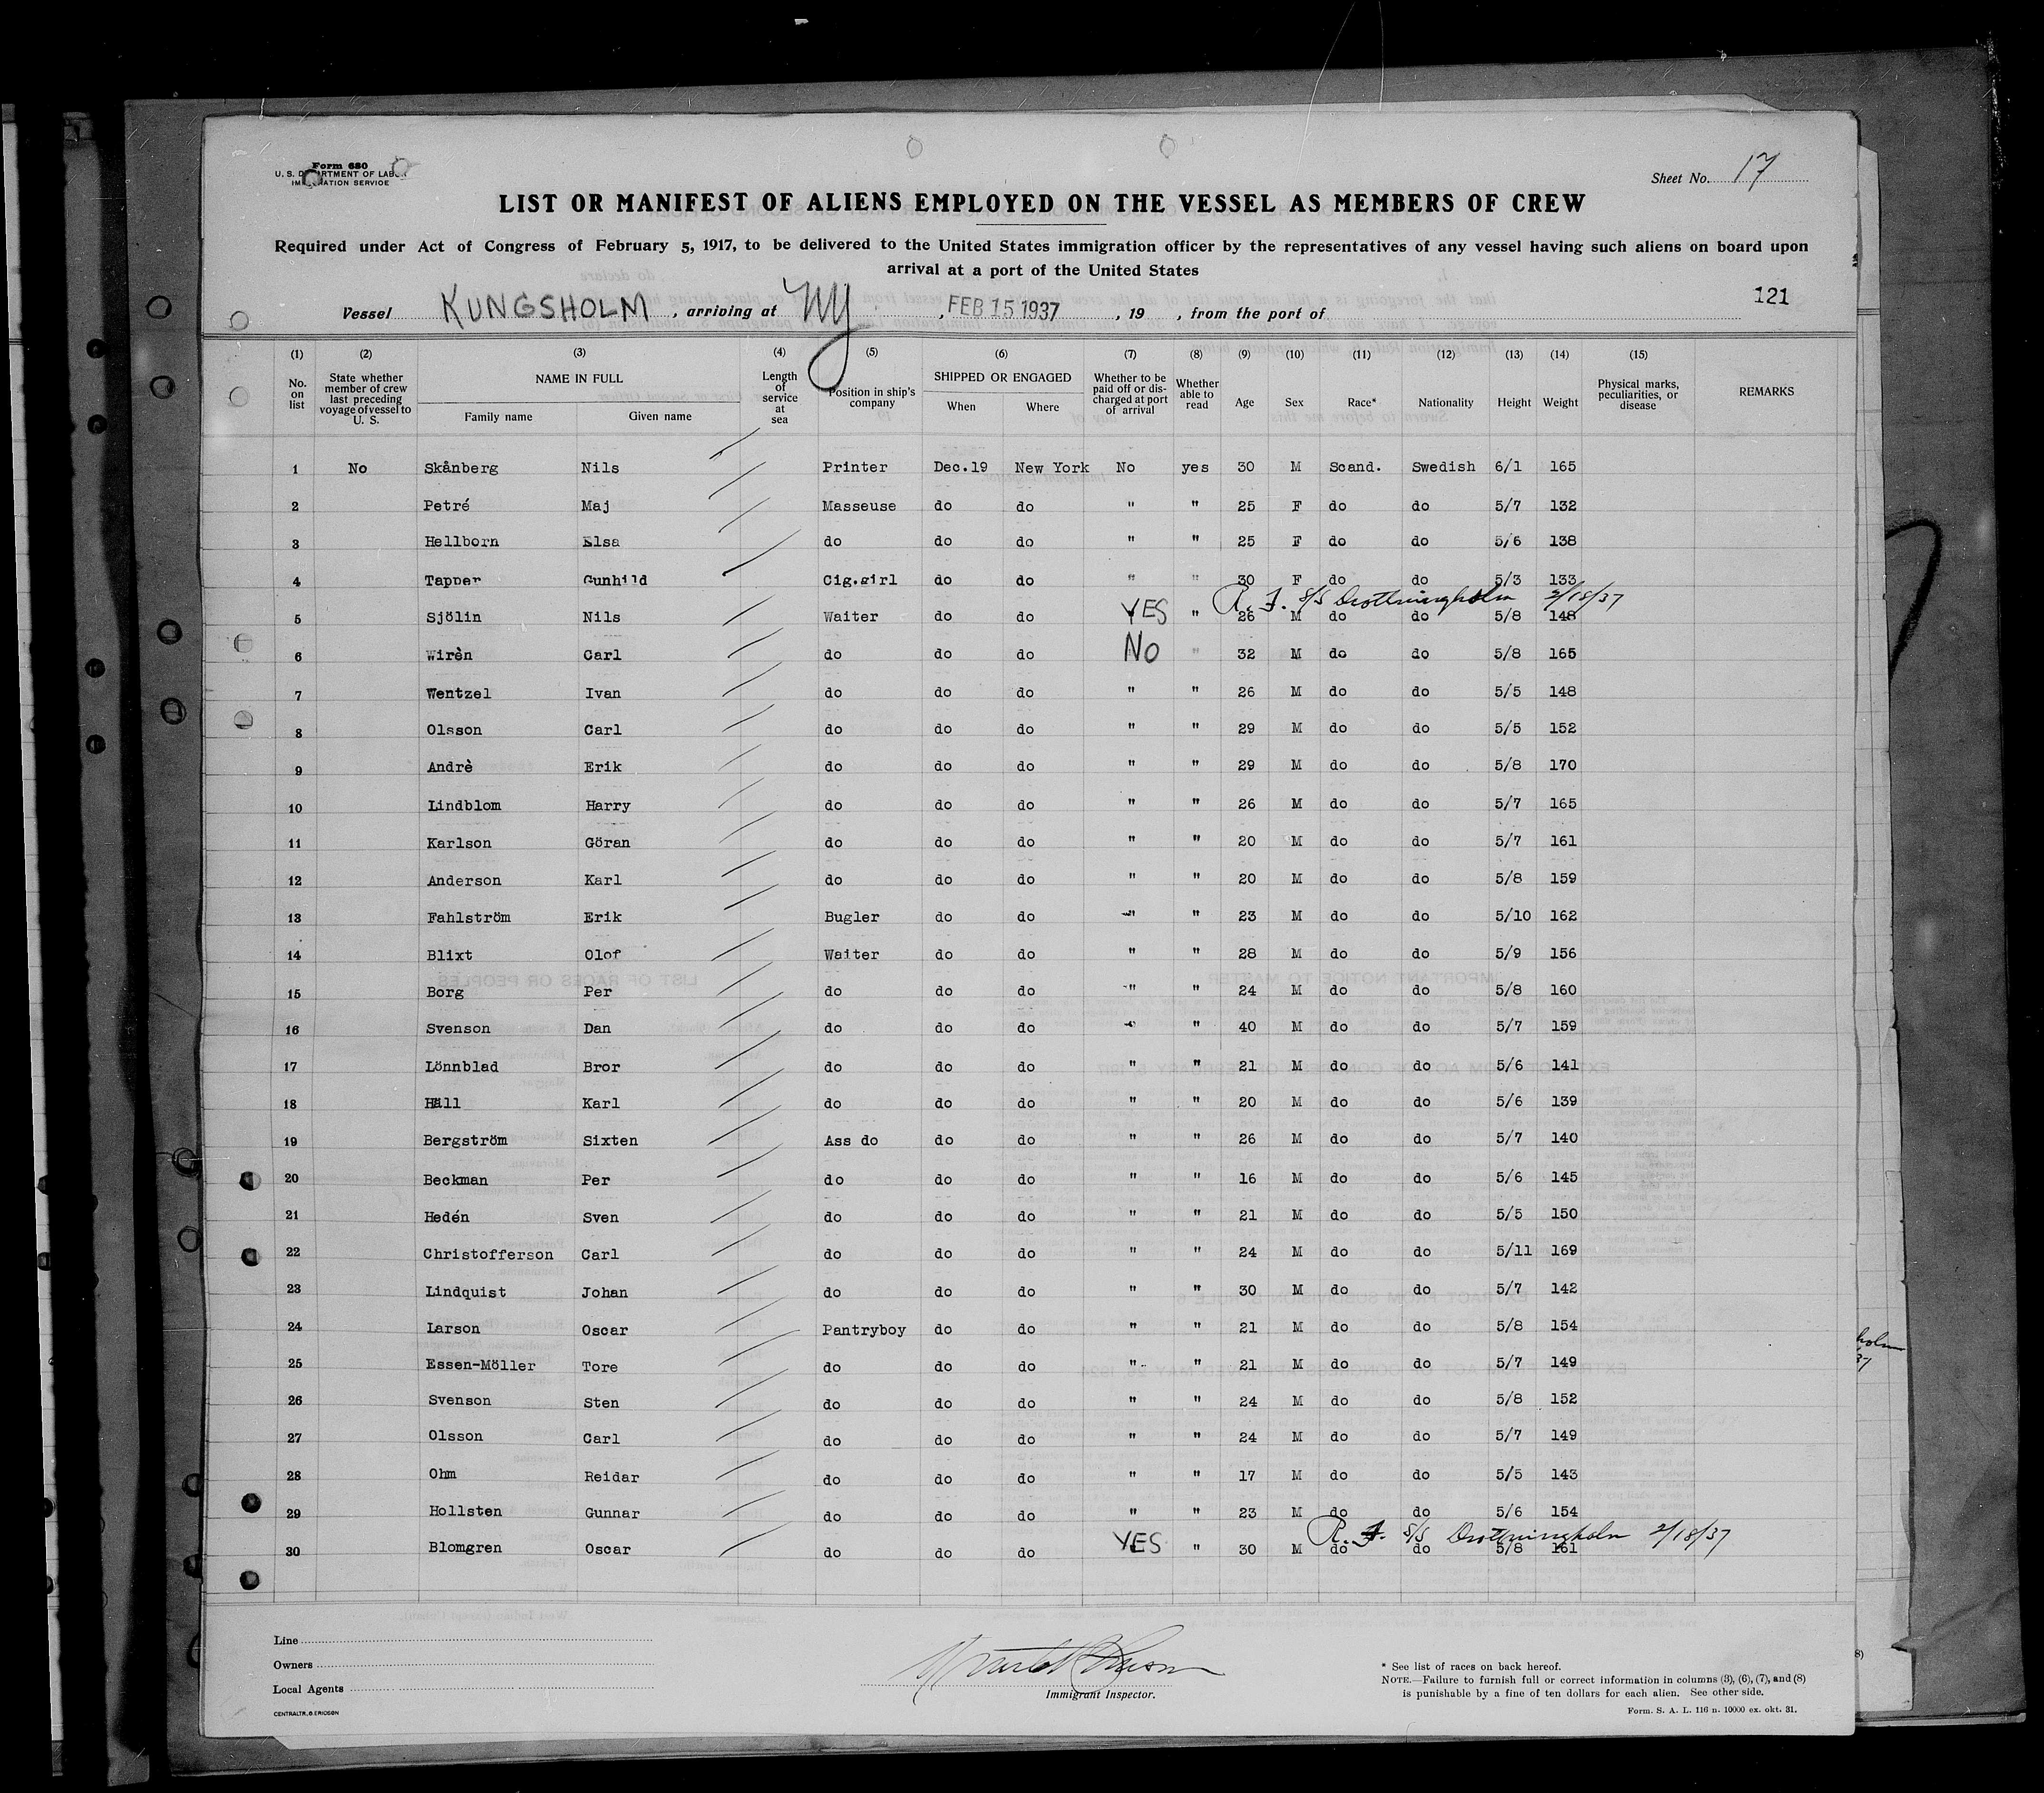 Form 680
U. S. DEPARTMENT OF LABOR
IMMIGRATION SERVICE
Sheet No. 17
LIST OR MANIFEST OF ALIENS EMPLOYED ON THE VESSEL AS MEMBERS OF CREW
Required under Act of Congress of February 5, 1917, to be delivered to the United States immigration officer by the representatives of any vessel having such aliens on board upon
arrival at a port of the United States
121
Vessel KUNGSHOLM, arriving at NY, FEB 15 1937, 19 , from the port of
(1) (2) (3) (4) (5) (6) (7) (8) (9) (10) (11) (12) (13) (14) (15)
No. on list State whether member of crew last preceding voyage of vessel to U. S. NAME IN FULL Family name Given name Length of service at sea Position in ship's company SHIPPED OR ENGAGED When Where Whether to be paid off or discharged at port of arrival Whether able to read Age Sex Race* Nationality Height Weight Physical marks, peculiarities, or disease REMARKS
1 No Skånberg Nils Printer Dec.19 New York No yes 30 M Scand. Swedish 6/1 165
2 Petré Maj Masseuse do do " " 25 F do do 5/7 132
3 Hellborn Elsa do do do " " 25 F do do 5/6 138
4 Tapper Gunhild Cig.girl do do " " 30 F do do 5/3 133
R. F. S/S Drottningholm 2/18/37
5 Sjölin Nils Waiter do do YES " 26 M do do 5/8 148
6 Wirèn Carl do do do No " 32 M do do 5/8 165
7 Wentzel Ivan do do do " " 26 M do do 5/5 148
8 Olsson Carl do do do " " 29 M do do 5/5 152
9 Andrè Erik do do do " " 29 M do do 5/8 170
10 Lindblom Harry do do do " " 26 M do do 5/7 165
11 Karlson Göran do do do " " 20 M do do 5/7 161
12 Anderson Karl do do do " " 20 M do do 5/8 159
13 Fahlström Erik Bugler do do " " 23 M do do 5/10 162
14 Blixt Olof Waiter do do " " 28 M do do 5/9 156
15 Borg Per do do do " " 24 M do do 5/8 160
16 Svenson Dan do do do " " 40 M do do 5/7 159
17 Lönnblad Bror do do do " " 21 M do do 5/6 141
18 Häll Karl do do do " " 20 M do do 5/6 139
19 Bergström Sixten Ass do do do " " 26 M do do 5/7 140
20 Beckman Per do do do " " 16 M do do 5/6 145
21 Hedén Sven do do do " " 21 M do do 5/5 150
22 Christofferson Carl do do do " " 24 M do do 5/11 169
23 Lindquist Johan do do do " " 30 M do do 5/7 142
24 Larson Oscar Pantryboy do do " " 21 M do do 5/8 154
25 Essen-Möller Tore do do do " " 21 M do do 5/7 149
26 Svenson Sten do do do " " 24 M do do 5/8 152
27 Olsson Carl do do do " " 24 M do do 5/7 149
28 Ohm Reidar do do do " " 17 M do do 5/5 143
29 Hollsten Gunnar do do do " " 23 M do do 5/6 154
R. F. S/S Drottningholm 2/18/37
30 Blomgren Oscar do do do YES " 30 M do do 5/8 161
Line
Owners
Local Agents
Immigrant Inspector.
CENTRALTR. G. ERICSON
* See list of races on back hereof.
NOTE.—Failure to furnish full or correct information in columns (3), (6), (7), and (8)
is punishable by a fine of ten dollars for each alien. See other side.
Form. S. A. L. 116 n. 10000 ex. okt. 31.